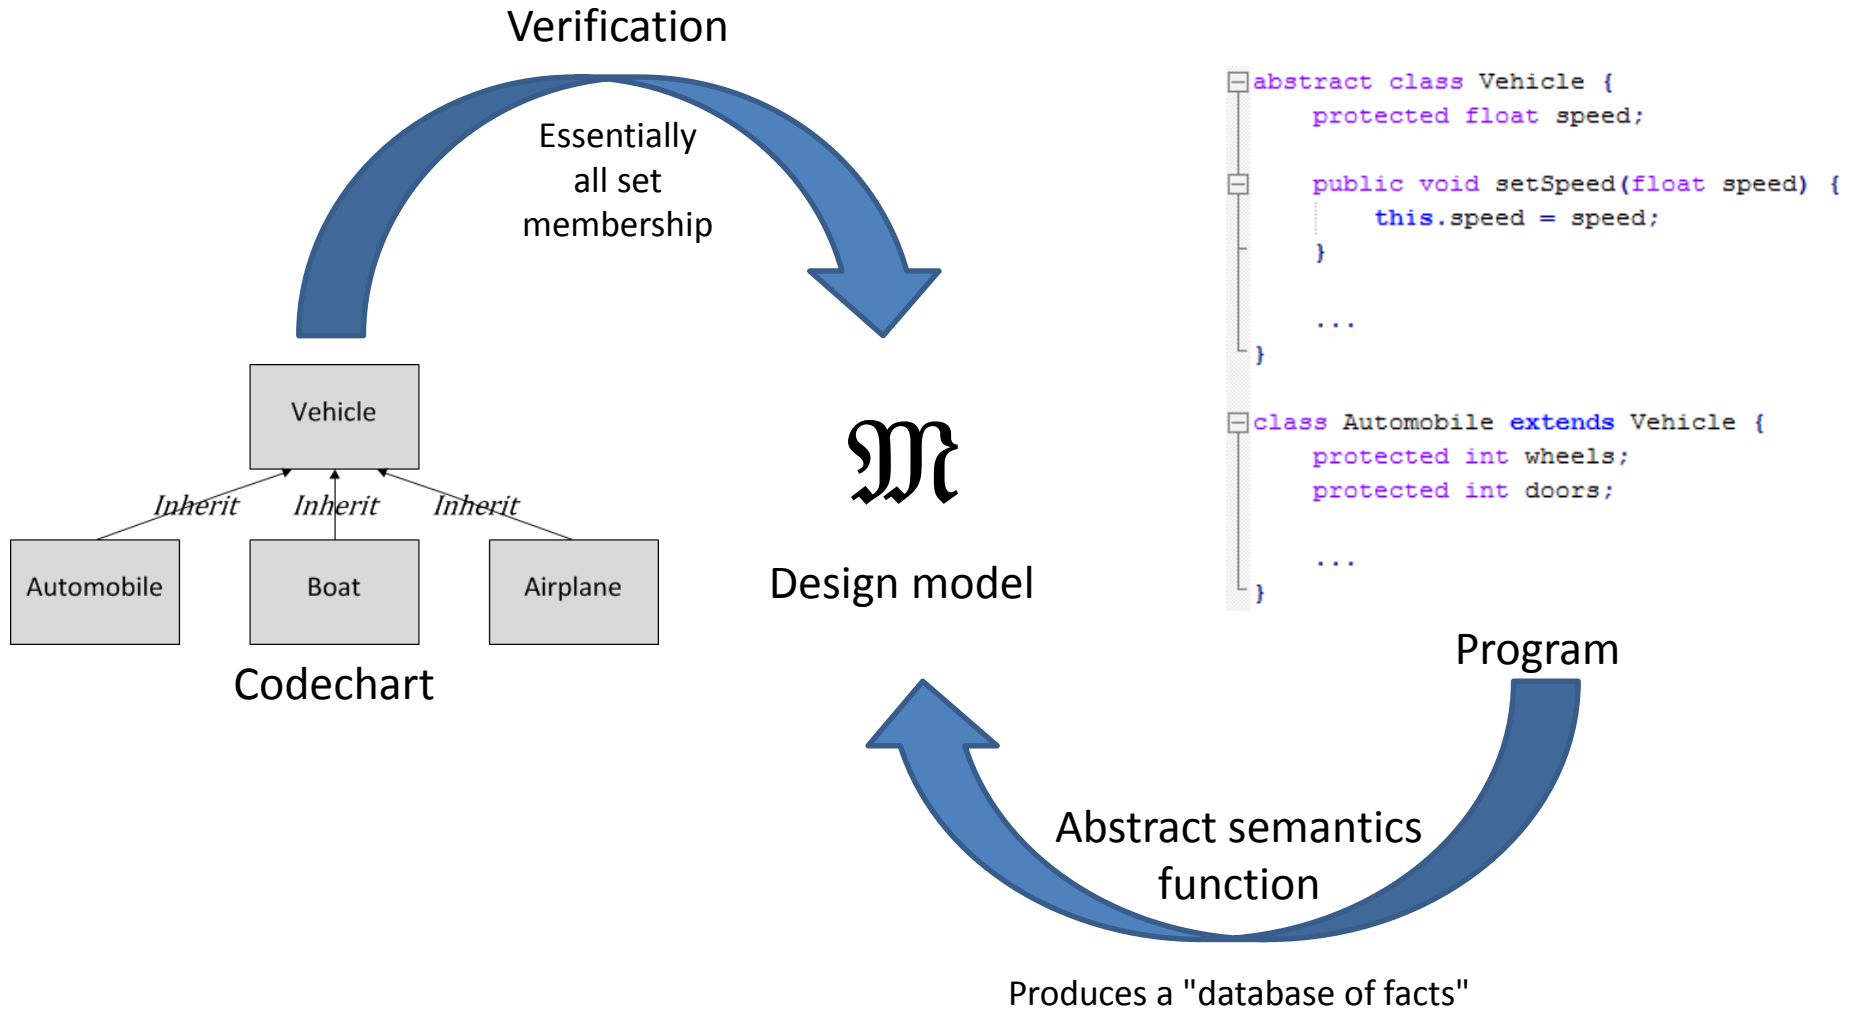 Verification
Essentially
all set
membership
Vehicle
Inherit
Inherit
Inherit
Automobile
Boat
Airplane
Codechart
𝔐
Design model
abstract class Vehicle {
protected float speed;
public void setSpeed(float speed) {
this.speed = speed;
}
...
}
class Automobile extends Vehicle {
protected int wheels;
protected int doors;
...
}
Program
Abstract semantics
function
Produces a "database of facts"